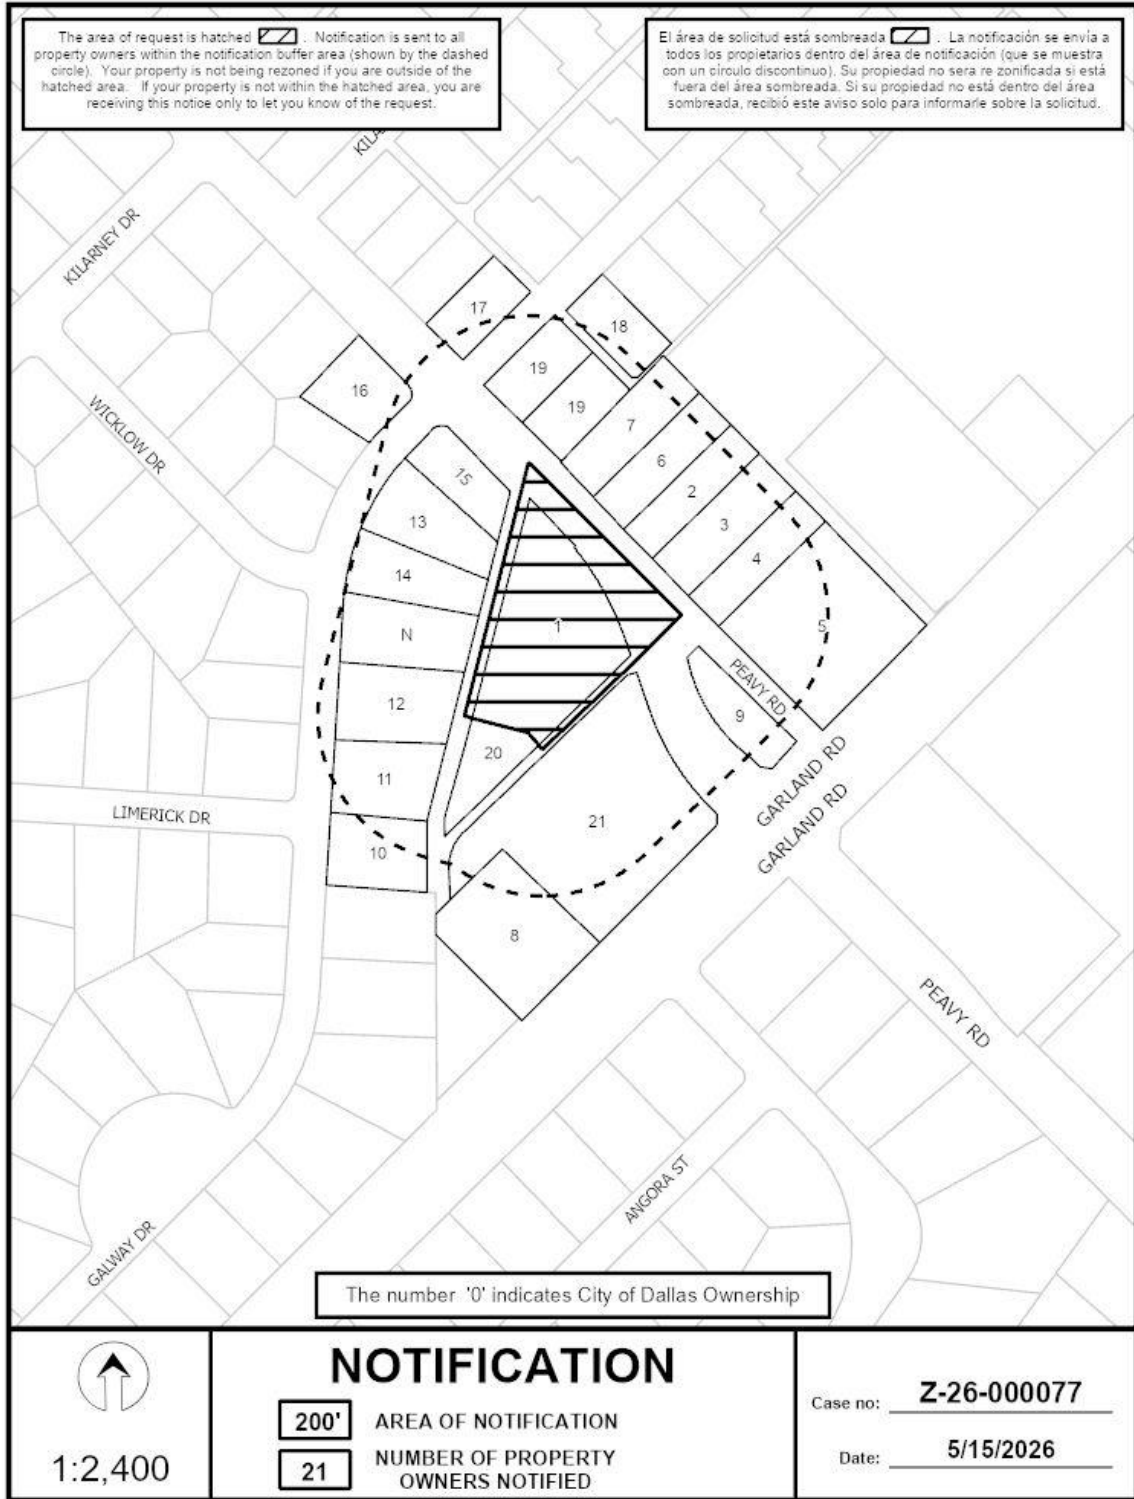 The area of request is hatched . Notification is sent to all
property owners within the notification buffer area (shown by the dashed
circle). Your property is not being rezoned if you are outside of the
hatched area. If your property is not within the hatched area, you are
receiving this notice only to let you know of the request.
El área de solicitud está sombreada . La notificación se envía a
todos los propietarios dentro del área de notificación (que se muestra
con un círculo discontinuo). Su propiedad no sera re zonificada si está
fuera del área sombreada. Si su propiedad no está dentro del área
sombreada, recibió este aviso solo para informarle sobre la solicitud.
KILARNEY DR
17
18
19
16
19
7
WICKLOW DR
6
15
2
13
3
4
14
1
5
N
PEAVY RD
12
9
20
11
GARLAND RD
LIMERICK DR
21
GARLAND RD
10
8
PEAVY RD
ANGORA ST
GALWAY DR
The number '0' indicates City of Dallas Ownership
1:2,400
NOTIFICATION
200' AREA OF NOTIFICATION
21 NUMBER OF PROPERTY
OWNERS NOTIFIED
Case no: Z-26-000077
Date: 5/15/2026